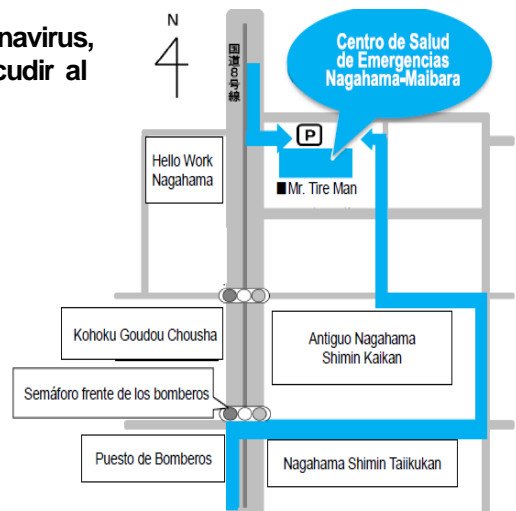 navirus,
cudir al
N
国道8号線
Centro de Salud
de Emergencias
Nagahama-Maibara
P
Hello Work
Nagahama
■Mr. Tire Man
Kohoku Goudou Chousha
Antiguo Nagahama
Shimin Kaikan
Semáforo frente de los bomberos
Puesto de Bomberos
Nagahama Shimin Taiikukan